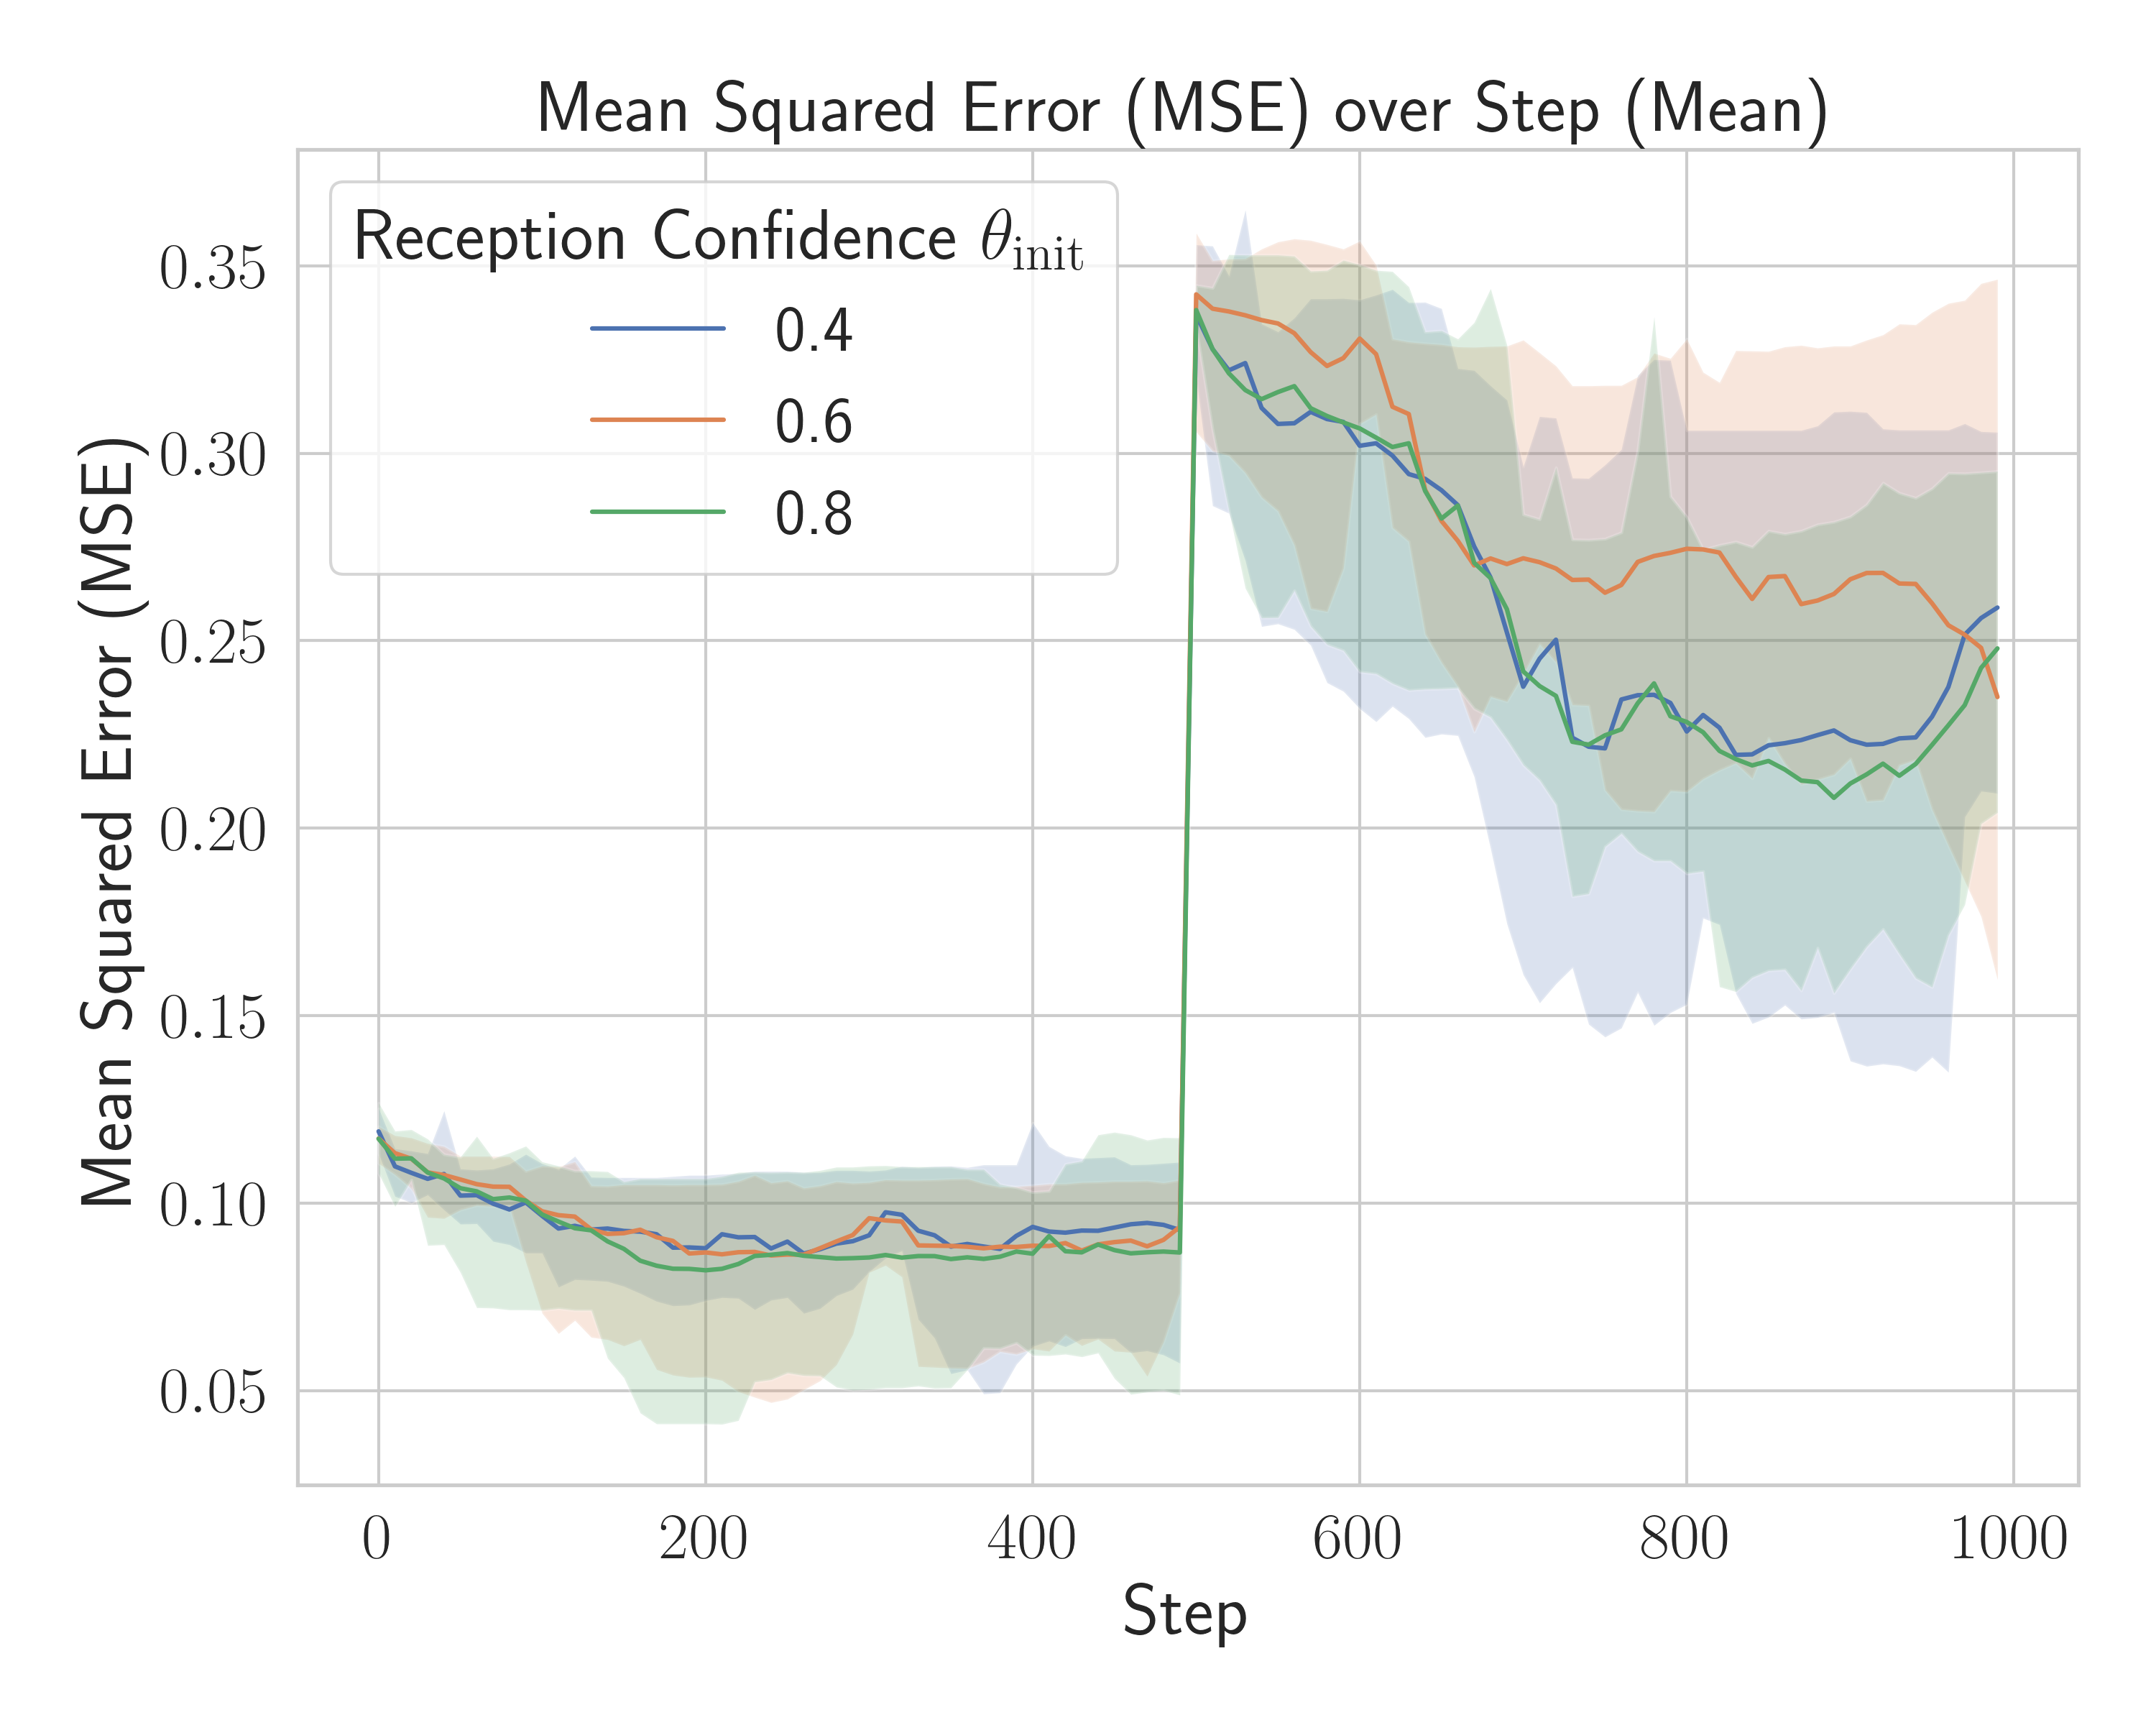 Mean Squared Error (MSE) over Step (Mean)
Mean Squared Error (MSE)
0.35
0.30
0.25
0.20
0.15
0.10
0.05
Reception Confidence θinit
0.4
0.6
0.8
0 200 400 600 800 1000
Step